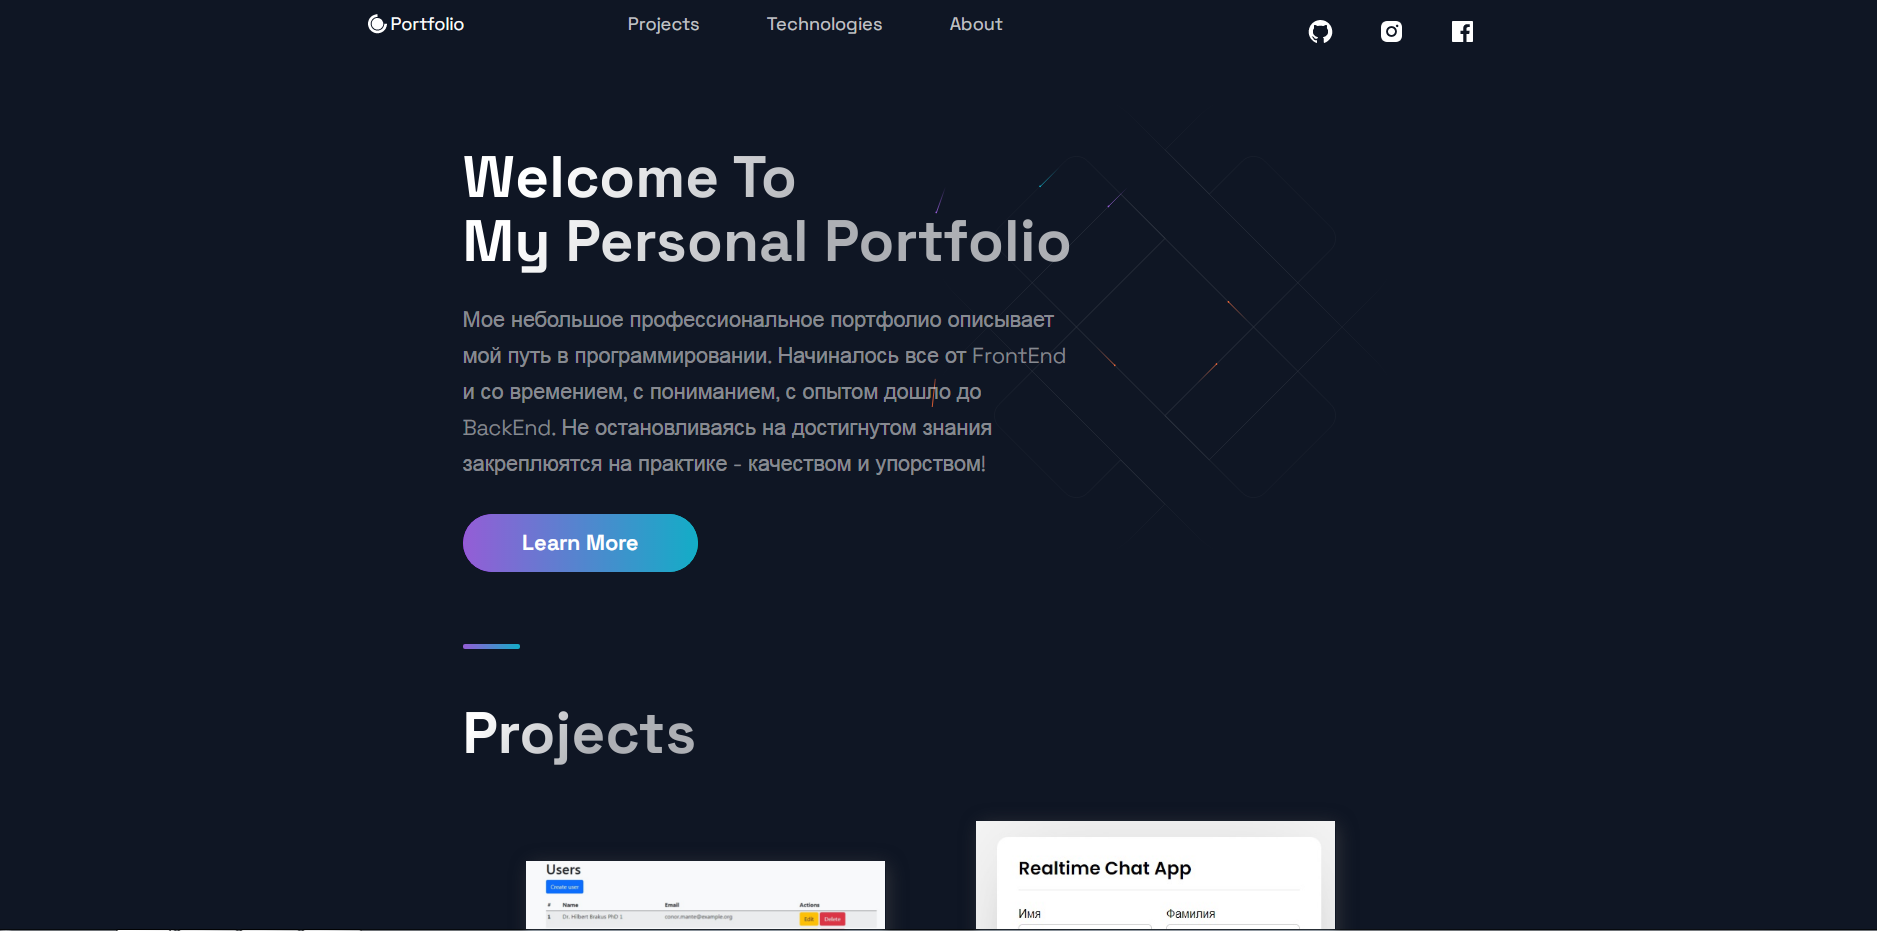 Portfolio
Projects
Technologies
About
Welcome To
My Personal Portfolio
Мое небольшое профессиональное портфолио описывает
мой путь в программировании. Начиналось все от FrontEnd
и со времением, с пониманием, с опытом дошло до
BackEnd. Не остановливаясь на достигнутом знания
закреплюятся на практике - качеством и упорством!
Learn More
Projects
Users
Create user
# Name Email Actions
1 Dr. Hilbert Brakus PhD 1 conor.mante@example.org Edit Delete
Realtime Chat App
Имя Фамилия